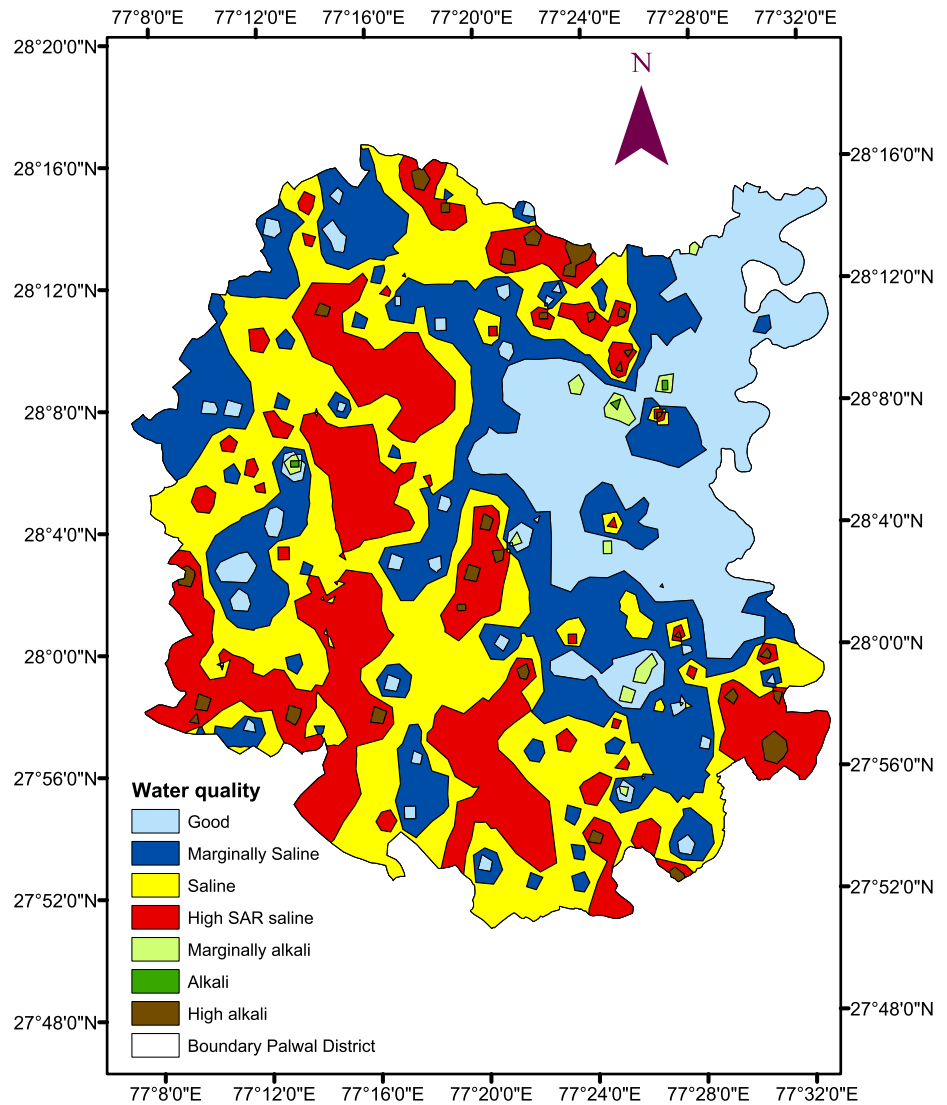 77°8'0"E 77°12'0"E 77°16'0"E 77°20'0"E 77°24'0"E 77°28'0"E 77°32'0"E
28°20'0"N
N
28°16'0"N 28°16'0"N
28°12'0"N 28°12'0"N
28°8'0"N 28°8'0"N
28°4'0"N 28°4'0"N
28°0'0"N 28°0'0"N
27°56'0"N 27°56'0"N
Water quality
Good
Marginally Saline
Saline
27°52'0"N 27°52'0"N
High SAR saline
Marginally alkali
Alkali
High alkali
27°48'0"N 27°48'0"N
Boundary Palwal District
77°8'0"E 77°12'0"E 77°16'0"E 77°20'0"E 77°24'0"E 77°28'0"E 77°32'0"E